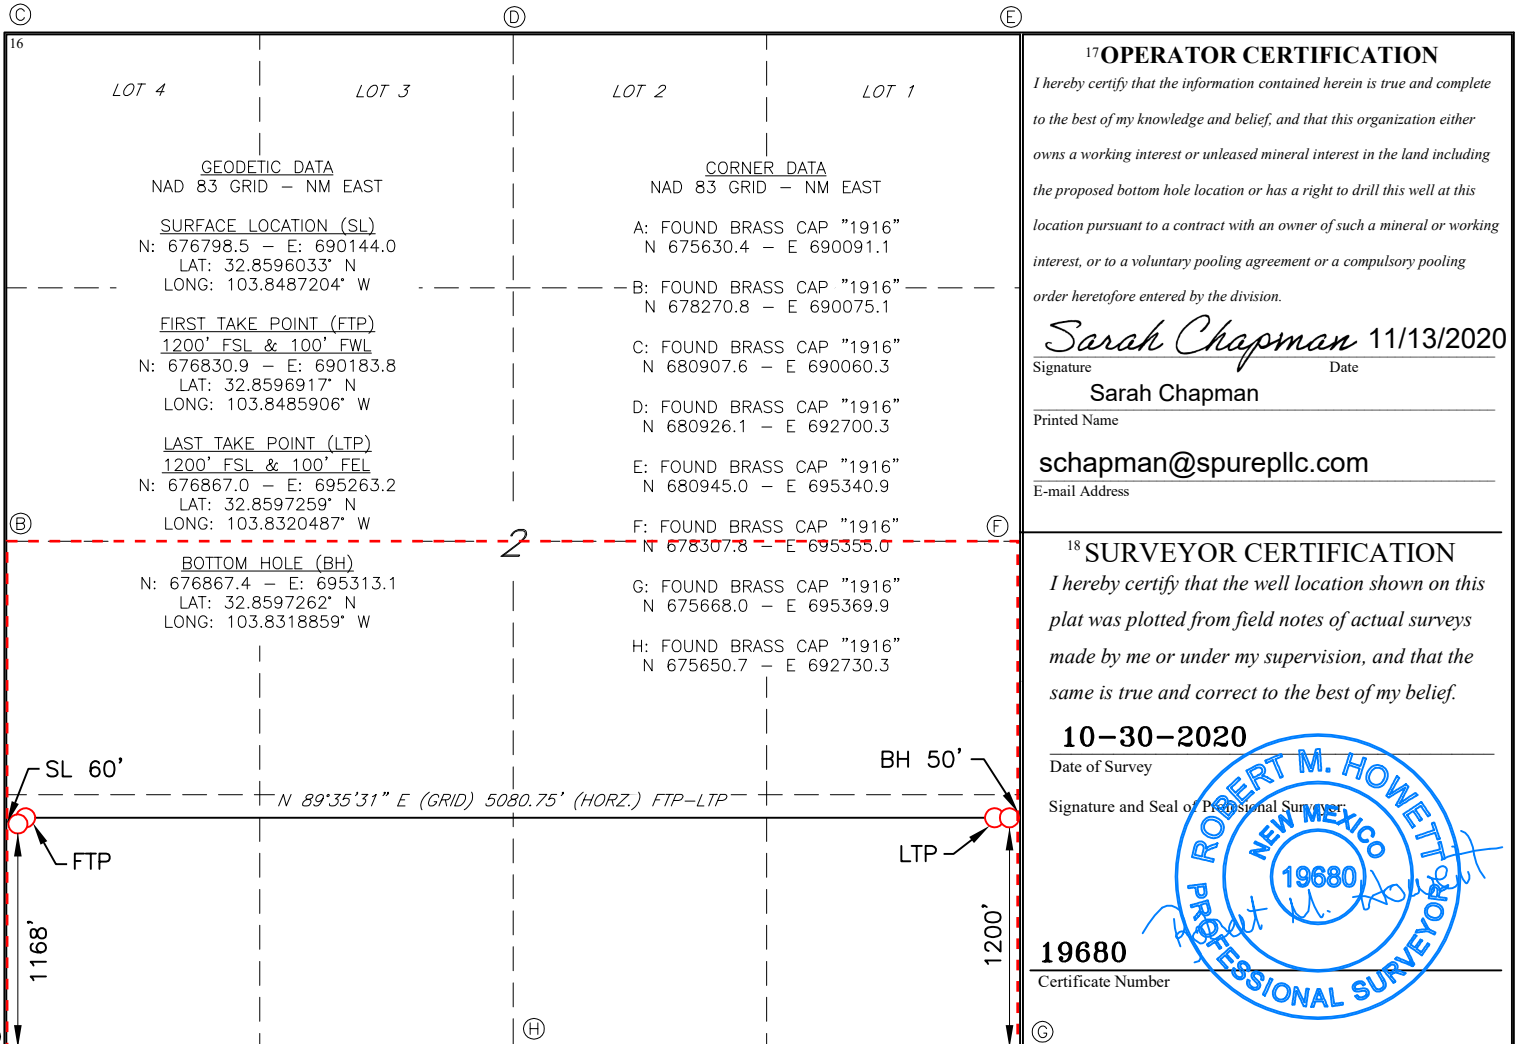 C
D
E
16
LOT 4
LOT 3
LOT 2
LOT 1
GEODETIC DATA
NAD 83 GRID – NM EAST
SURFACE LOCATION (SL)
N: 676798.5 – E: 690144.0
LAT: 32.8596033° N
LONG: 103.8487204° W
FIRST TAKE POINT (FTP)
1200' FSL & 100' FWL
N: 676830.9 – E: 690183.8
LAT: 32.8596917° N
LONG: 103.8485906° W
LAST TAKE POINT (LTP)
1200' FSL & 100' FEL
N: 676867.0 – E: 695263.2
LAT: 32.8597259° N
LONG: 103.8320487° W
BOTTOM HOLE (BH)
N: 676867.4 – E: 695313.1
LAT: 32.8597262° N
LONG: 103.8318859° W
CORNER DATA
NAD 83 GRID – NM EAST
A: FOUND BRASS CAP "1916"
N 675630.4 – E 690091.1
B: FOUND BRASS CAP "1916"
N 678270.8 – E 690075.1
C: FOUND BRASS CAP "1916"
N 680907.6 – E 690060.3
D: FOUND BRASS CAP "1916"
N 680926.1 – E 692700.3
E: FOUND BRASS CAP "1916"
N 680945.0 – E 695340.9
F: FOUND BRASS CAP "1916"
N 678307.8 – E 695355.0
G: FOUND BRASS CAP "1916"
N 675668.0 – E 695369.9
H: FOUND BRASS CAP "1916"
N 675650.7 – E 692730.3
B
2
F
SL 60'
BH 50'
N 89°35'31" E (GRID) 5080.75' (HORZ.) FTP–LTP
FTP
LTP
1168'
1200'
H
G
17 OPERATOR CERTIFICATION
I hereby certify that the information contained herein is true and complete
to the best of my knowledge and belief, and that this organization either
owns a working interest or unleased mineral interest in the land including
the proposed bottom hole location or has a right to drill this well at this
location pursuant to a contract with an owner of such a mineral or working
interest, or to a voluntary pooling agreement or a compulsory pooling
order heretofore entered by the division.
Sarah Chapman 11/13/2020
Signature Date
Sarah Chapman
Printed Name
schapman@spurepllc.com
E-mail Address
18 SURVEYOR CERTIFICATION
I hereby certify that the well location shown on this
plat was plotted from field notes of actual surveys
made by me or under my supervision, and that the
same is true and correct to the best of my belief.
10-30-2020
Date of Survey
Signature and Seal of Profesional Surveyor:
ROBERT M. HOWETT
NEW MEXICO
19680
PROFESSIONAL SURVEYOR
Robert M. Howett
19680
Certificate Number